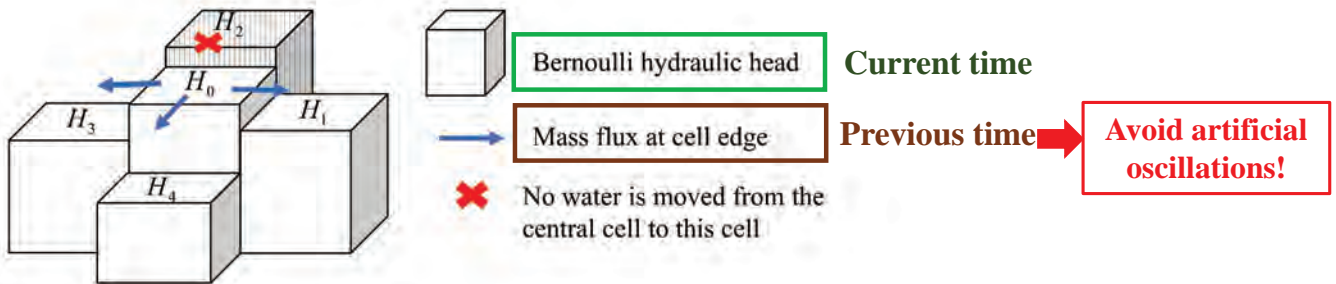 H₂
H₀
H₃
H₁
H₄
Bernoulli hydraulic head
Current time
Mass flux at cell edge
Previous time
Avoid artificial
oscillations!
No water is moved from the
central cell to this cell